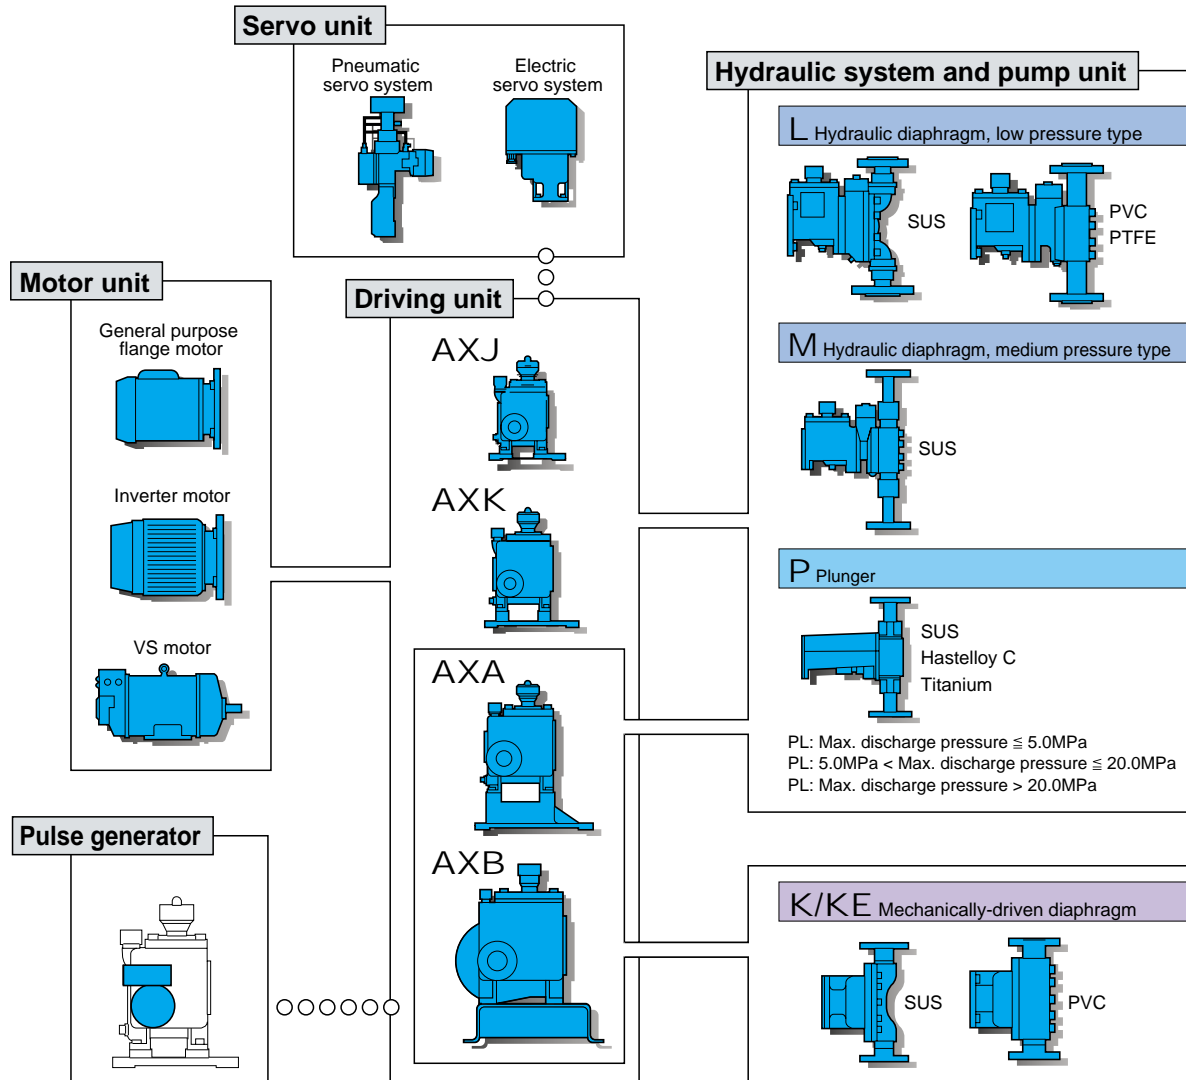 Servo unit
Pneumatic
servo system
Electric
servo system
Hydraulic system and pump unit
L Hydraulic diaphragm, low pressure type
SUS
PVC
PTFE
Motor unit
General purpose
flange motor
Inverter motor
VS motor
Driving unit
AXJ
AXK
AXA
AXB
M Hydraulic diaphragm, medium pressure type
SUS
P Plunger
SUS
Hastelloy C
Titanium
PL: Max. discharge pressure ≦ 5.0MPa
PL: 5.0MPa < Max. discharge pressure ≦ 20.0MPa
PL: Max. discharge pressure > 20.0MPa
Pulse generator
K/KE Mechanically-driven diaphragm
SUS
PVC